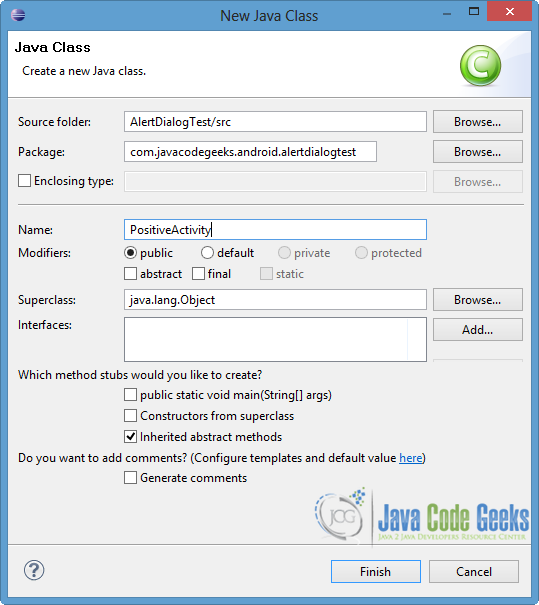 New Java Class
Java Class
Create a new Java class.
C
Source folder: AlertDialogTest/src Browse...
Package: com.javacodegeeks.android.alertdialogtest Browse...
Enclosing type: Browse...
Name: PositiveActivity
Modifiers: public default private protected
abstract final static
Superclass: java.lang.Object Browse...
Interfaces: Add...
Which method stubs would you like to create?
public static void main(String[] args)
Constructors from superclass
Inherited abstract methods
Do you want to add comments? (Configure templates and default value here)
Generate comments
JCG Java Code Geeks
Java 2 Java Developers Resource Center
? Finish Cancel